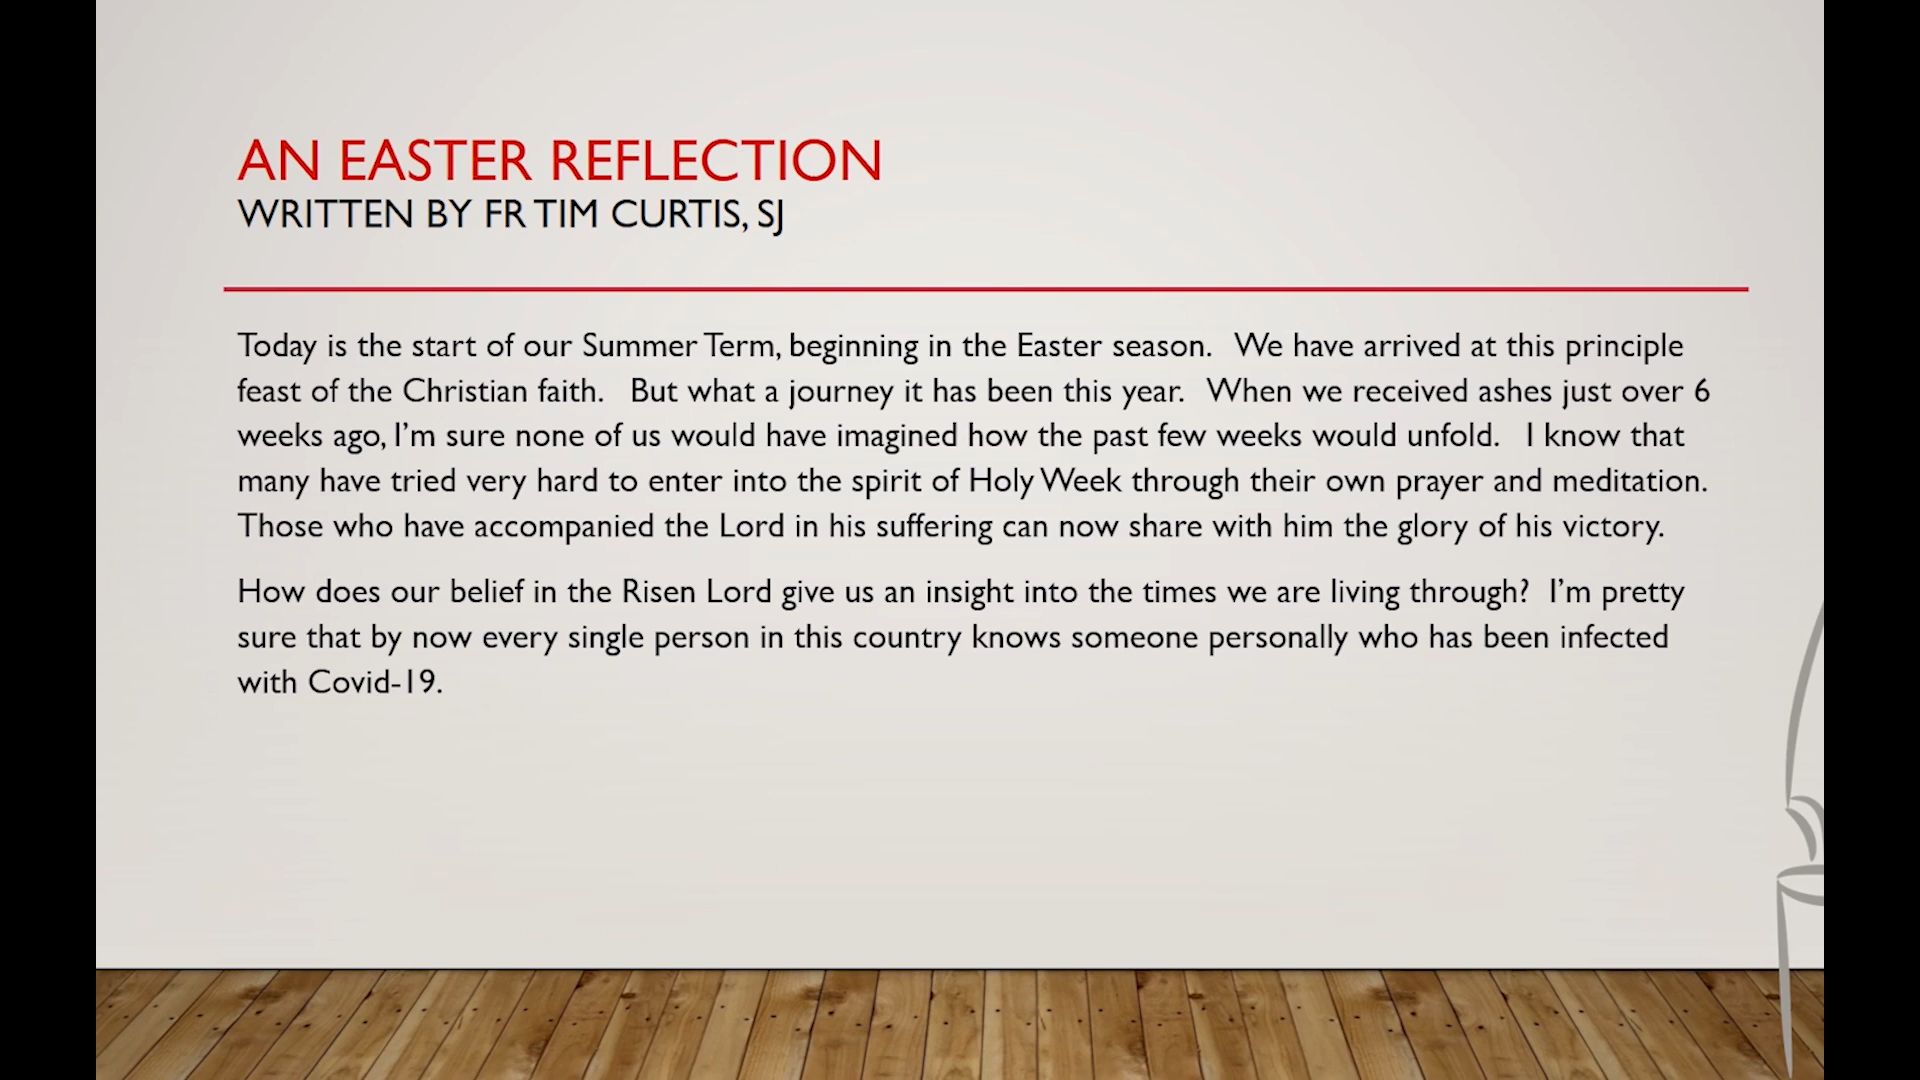 AN EASTER REFLECTION
WRITTEN BY FR TIM CURTIS, SJ
Today is the start of our Summer Term, beginning in the Easter season. We have arrived at this principle
feast of the Christian faith. But what a journey it has been this year. When we received ashes just over 6
weeks ago, I'm sure none of us would have imagined how the past few weeks would unfold. I know that
many have tried very hard to enter into the spirit of Holy Week through their own prayer and meditation.
Those who have accompanied the Lord in his suffering can now share with him the glory of his victory.
How does our belief in the Risen Lord give us an insight into the times we are living through? I'm pretty
sure that by now every single person in this country knows someone personally who has been infected
with Covid-19.